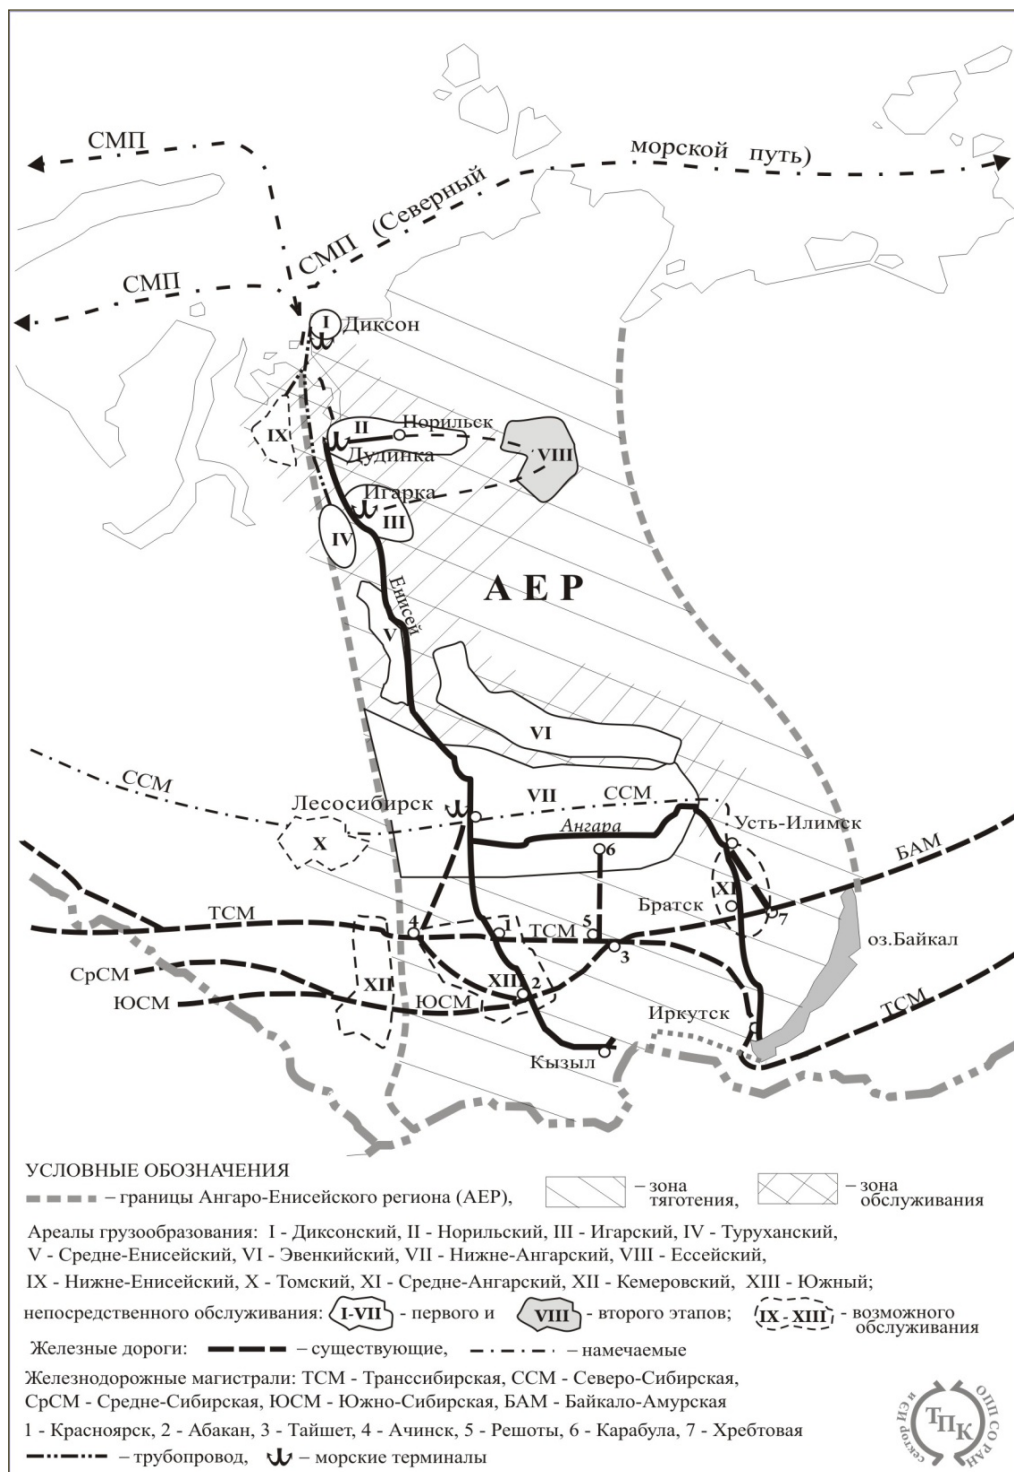 СМП
морской путь)
СМП (Северный
СМП
I
Диксон
IX
II
Норильск
Дудинка
VIII
Игарка
III
IV
АЕР
Енисей
V
VI
ССМ
Лесосибирск
VII
ССМ
Ангара
Усть-Илимск
X
6
БАМ
XI
Братск
7
ТСМ
4
1
ТСМ
5
3
оз.Байкал
СрСМ
XII
XIII
2
ЮСМ
ЮСМ
Иркутск
ТСМ
Кызыл
УСЛОВНЫЕ ОБОЗНАЧЕНИЯ
– границы Ангаро-Енисейского региона (АЕР),
– зона тяготения,
– зона обслуживания
Ареалы грузообразования: I - Диксонский, II - Норильский, III - Игарский, IV - Туруханский,
V - Средне-Енисейский, VI - Эвенкийский, VII - Нижне-Ангарский, VIII - Ессейский,
IX - Нижне-Енисейский, X - Томский, XI - Средне-Ангарский, XII - Кемеровский, XIII - Южный;
непосредственного обслуживания: I-VII - первого и VIII - второго этапов; IX - XIII - возможного обслуживания
Железные дороги: – существующие, – намечаемые
Железнодорожные магистрали: ТСМ - Транссибирская, ССМ - Северо-Сибирская,
СрСМ - Средне-Сибирская, ЮСМ - Южно-Сибирская, БАМ - Байкало-Амурская
1 - Красноярск, 2 - Абакан, 3 - Тайшет, 4 - Ачинск, 5 - Решоты, 6 - Карабула, 7 - Хребтовая
– трубопровод, – морские терминалы
сектор ИЭ и ОПП СО РАН
ТПК